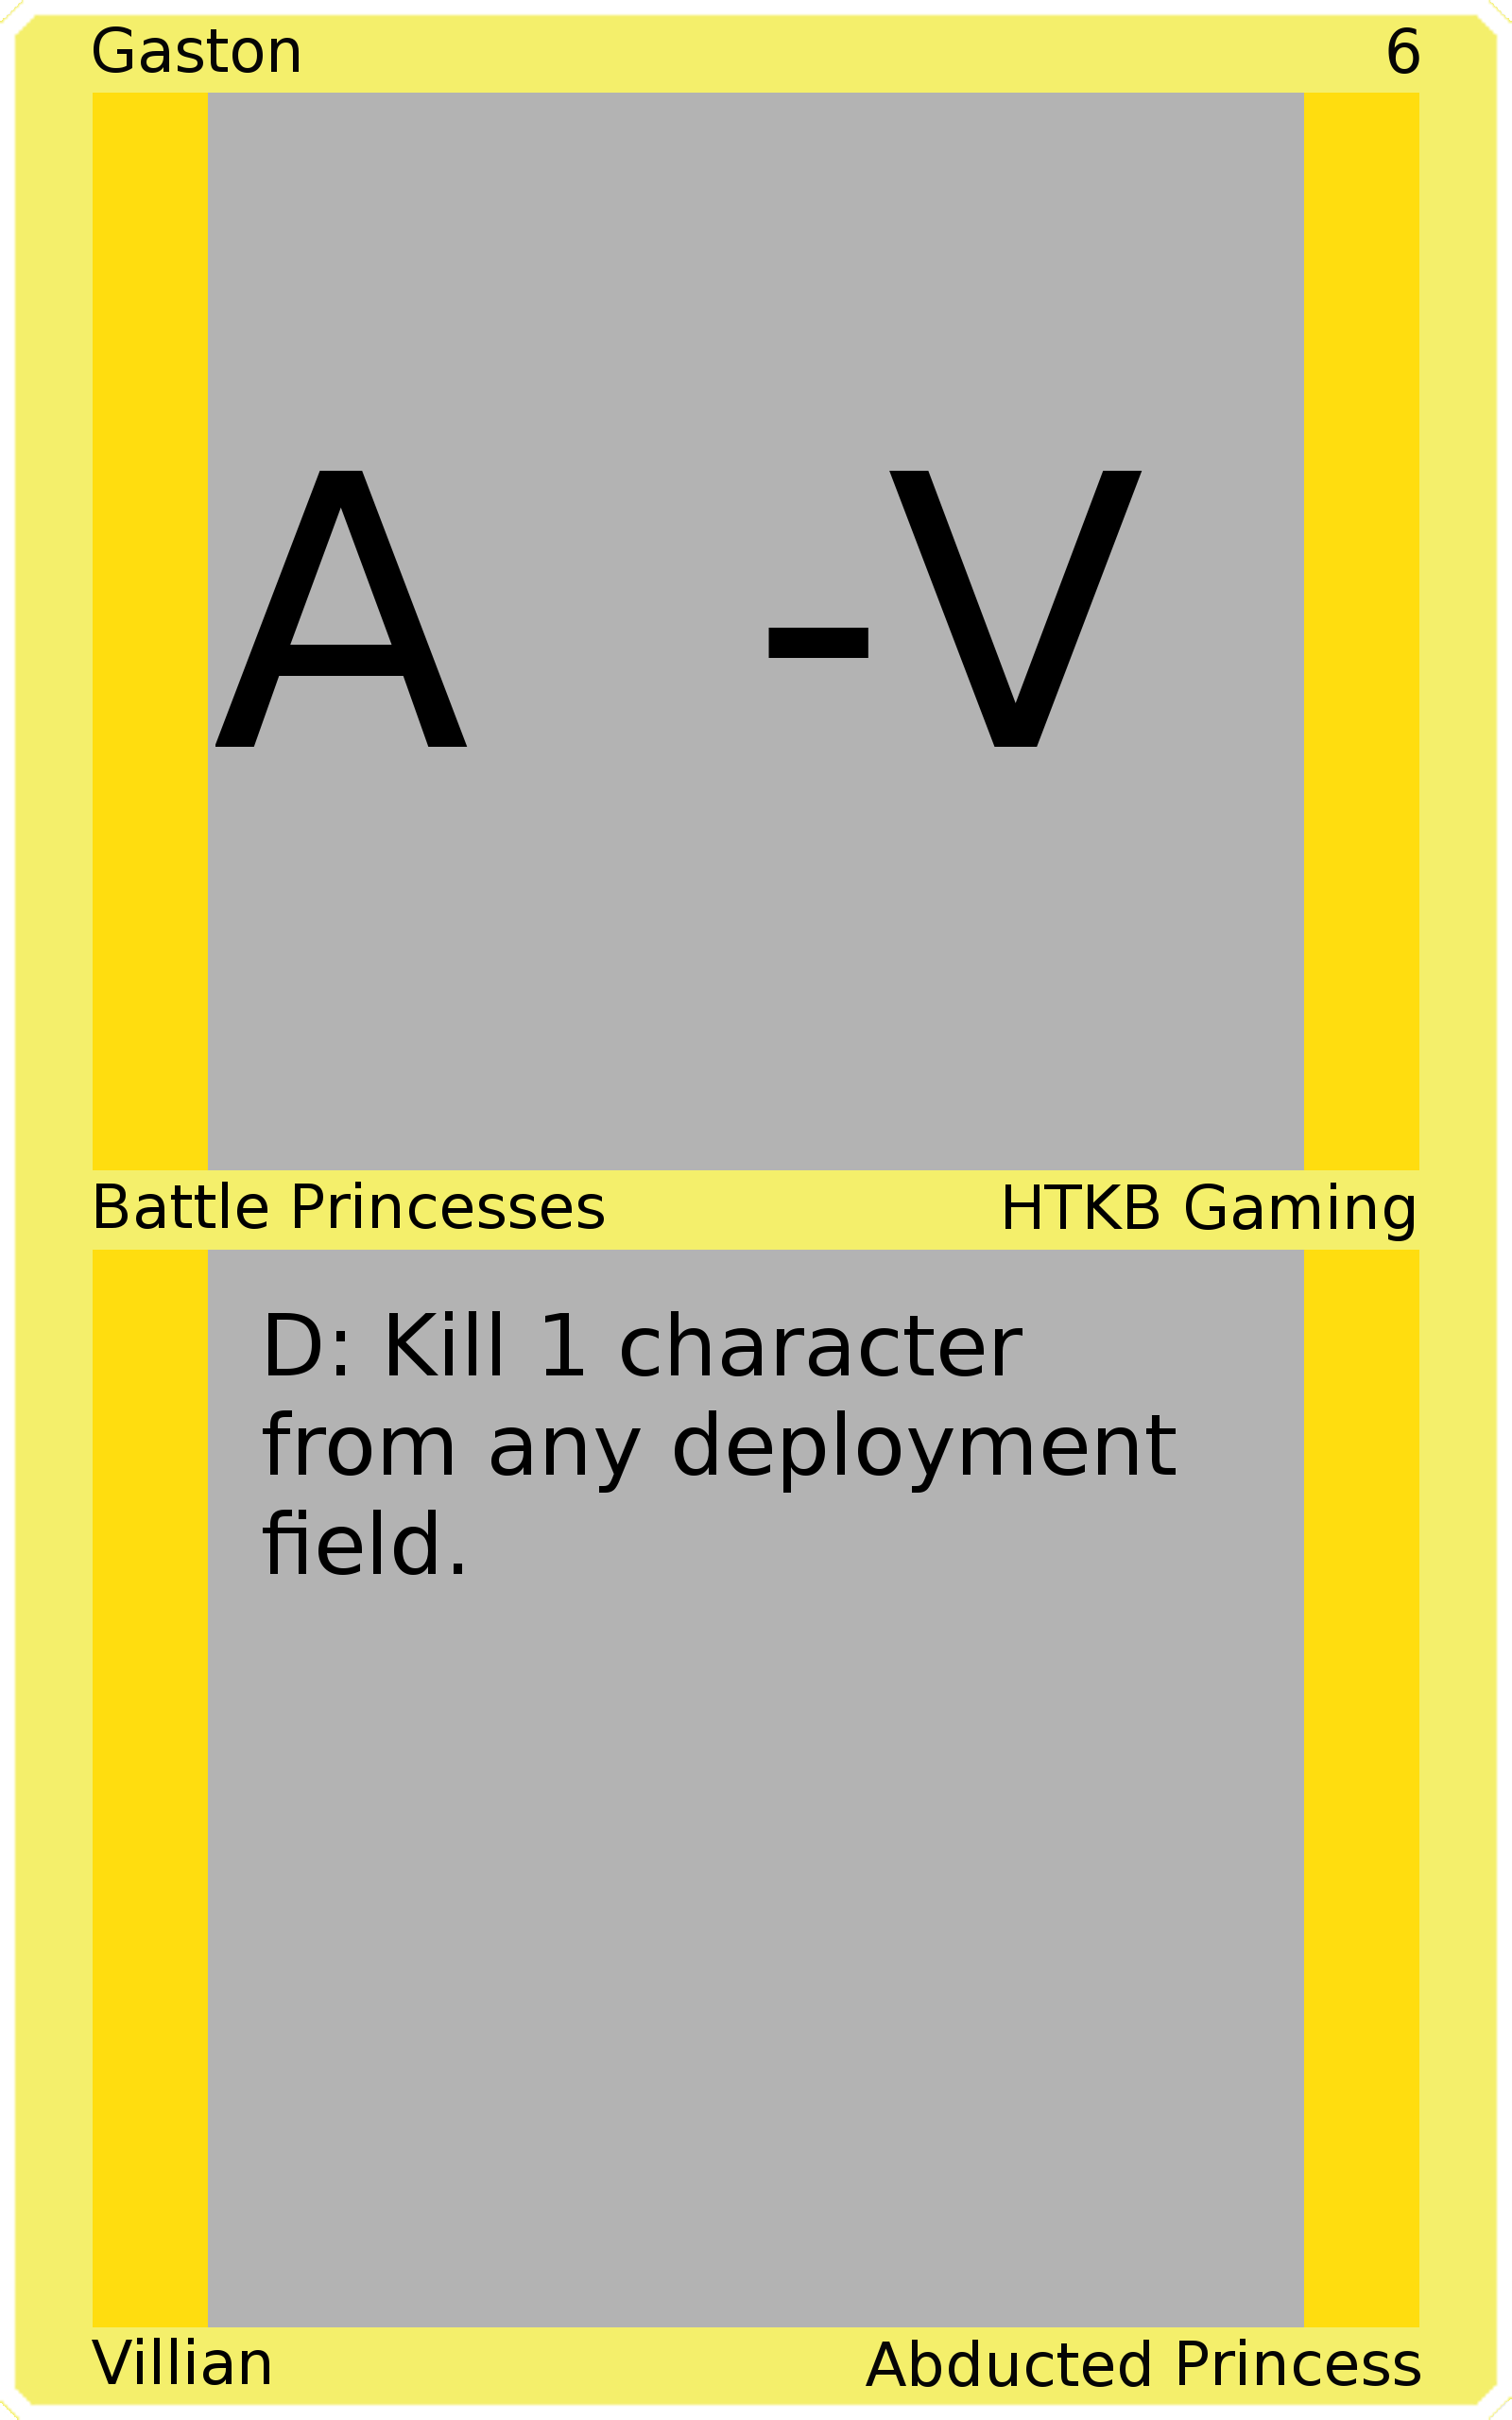 Gaston 6
A -V
Battle Princesses HTKB Gaming
D: Kill 1 character
from any deployment
field.
Villian Abducted Princess